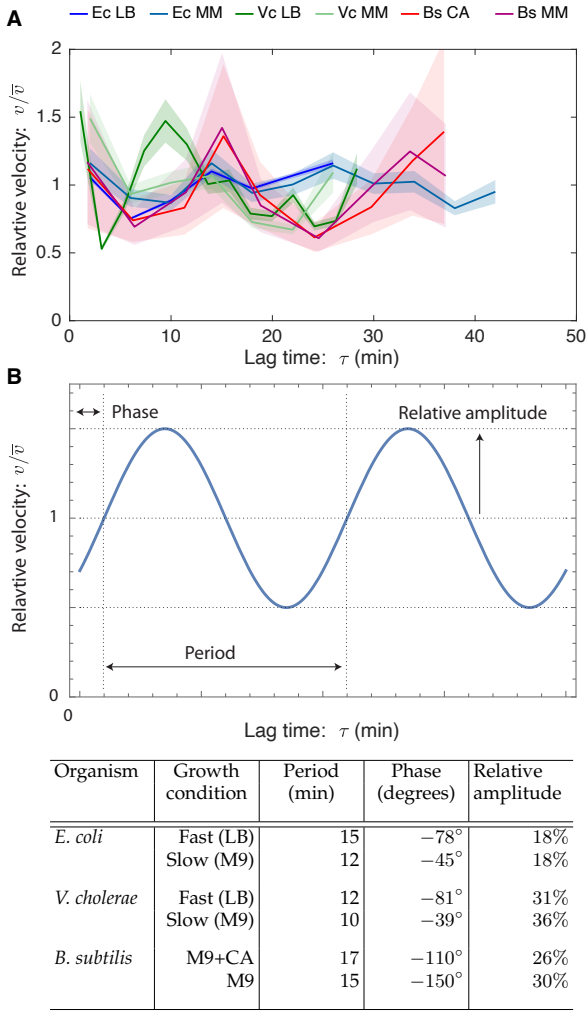 A
Ec LB Ec MM Vc LB Vc MM Bs CA Bs MM
2
1.5
1
0.5
0
Relavtive velocity: v/v̅
0 10 20 30 40 50
Lag time: τ (min)
B
Phase
Relative amplitude
1
Relavtive velocity: v/v̅
Period
0
0
Lag time: τ (min)
Organism Growth condition Period (min) Phase (degrees) Relative amplitude
E. coli Fast (LB) 15 −78° 18%
Slow (M9) 12 −45° 18%
V. cholerae Fast (LB) 12 −81° 31%
Slow (M9) 10 −39° 36%
B. subtilis M9+CA 17 −110° 26%
M9 15 −150° 30%